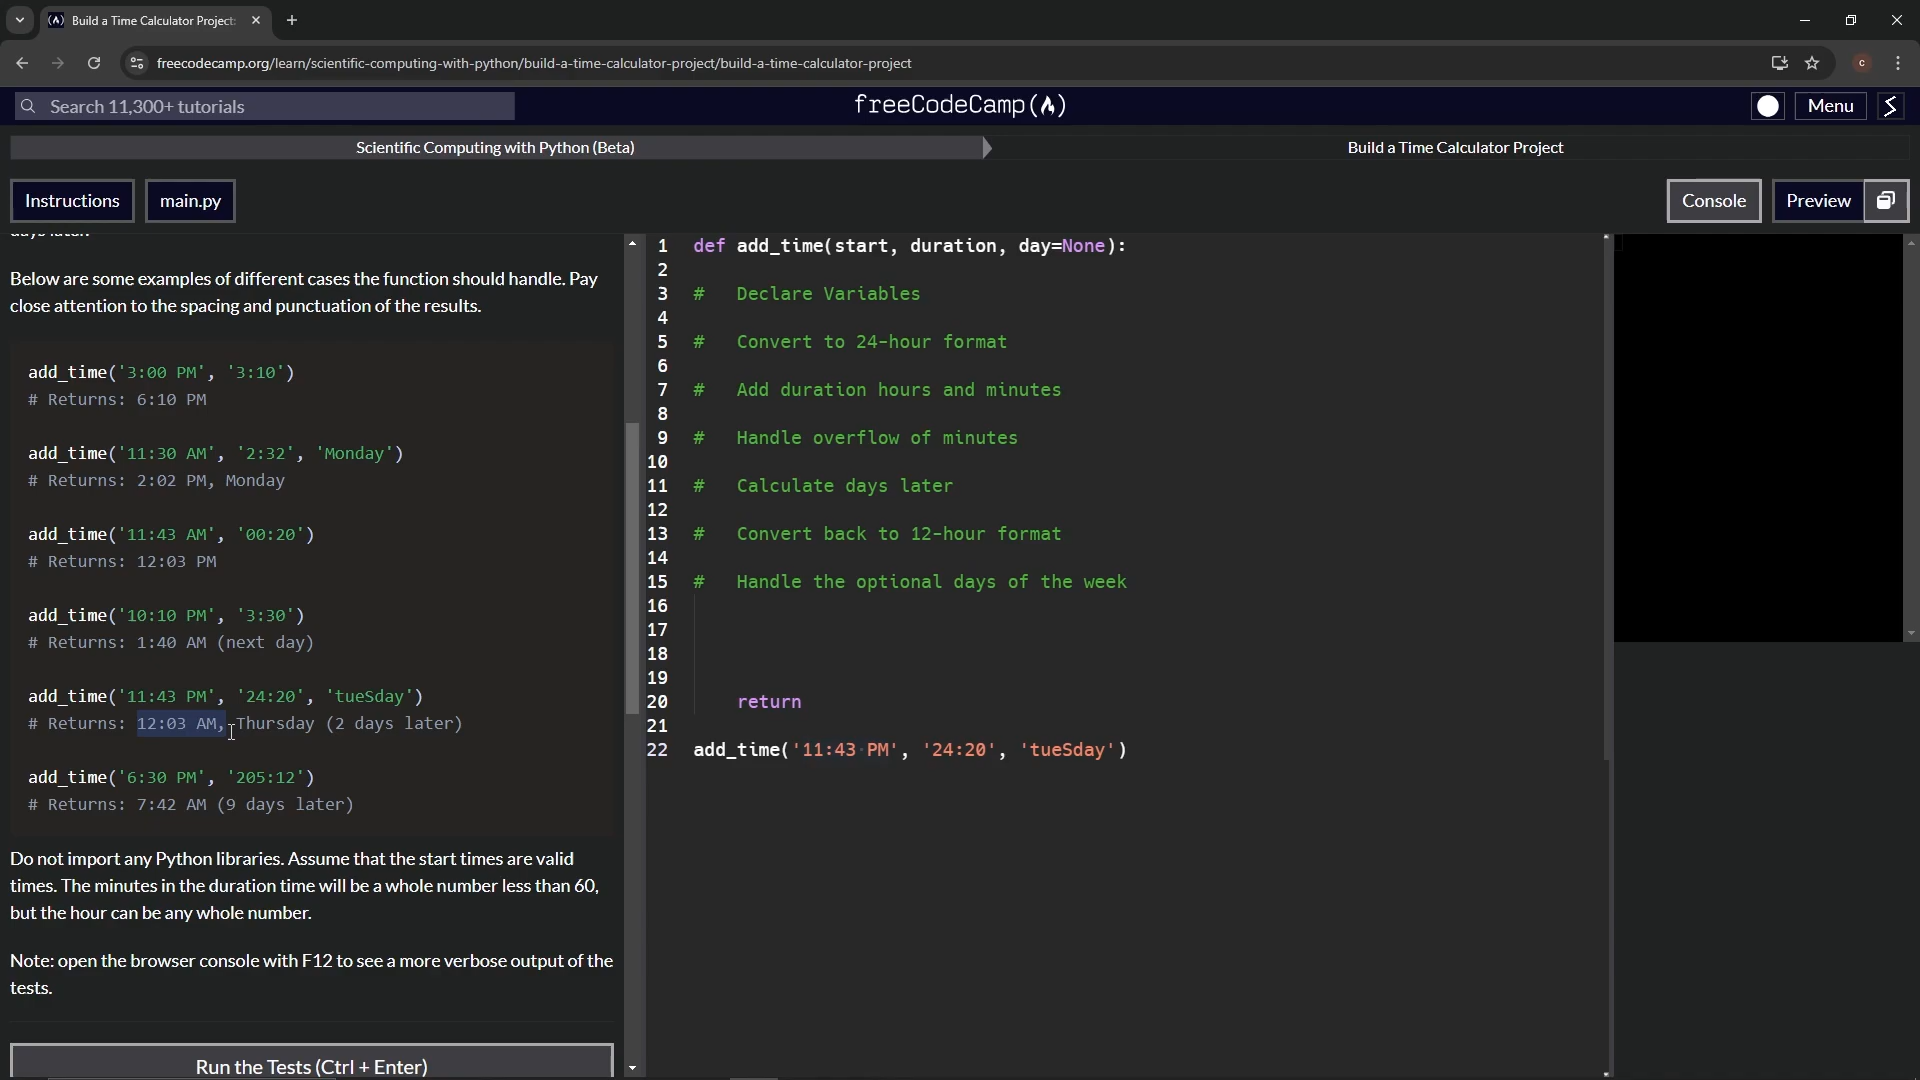 Build a Time Calculator Project:
freecodecamp.org/learn/scientific-computing-with-python/build-a-time-calculator-project/build-a-time-calculator-project
c
Search 11,300+ tutorials
freeCodeCamp(🔥)
Menu
Scientific Computing with Python (Beta)
Build a Time Calculator Project
Instructions
main.py
Console
Preview
days later.
Below are some examples of different cases the function should handle. Pay
close attention to the spacing and punctuation of the results.
add_time('3:00 PM', '3:10')
# Returns: 6:10 PM
add_time('11:30 AM', '2:32', 'Monday')
# Returns: 2:02 PM, Monday
add_time('11:43 AM', '00:20')
# Returns: 12:03 PM
add_time('10:10 PM', '3:30')
# Returns: 1:40 AM (next day)
add_time('11:43 PM', '24:20', 'tueSday')
# Returns: 12:03 AM, Thursday (2 days later)
add_time('6:30 PM', '205:12')
# Returns: 7:42 AM (9 days later)
Do not import any Python libraries. Assume that the start times are valid
times. The minutes in the duration time will be a whole number less than 60,
but the hour can be any whole number.
Note: open the browser console with F12 to see a more verbose output of the
tests.
Run the Tests (Ctrl + Enter)
1 def add_time(start, duration, day=None):
2
3 # Declare Variables
4
5 # Convert to 24-hour format
6
7 # Add duration hours and minutes
8
9 # Handle overflow of minutes
10
11 # Calculate days later
12
13 # Convert back to 12-hour format
14
15 # Handle the optional days of the week
16
17
18
19
20 return
21
22 add_time('11:43 PM', '24:20', 'tueSday')